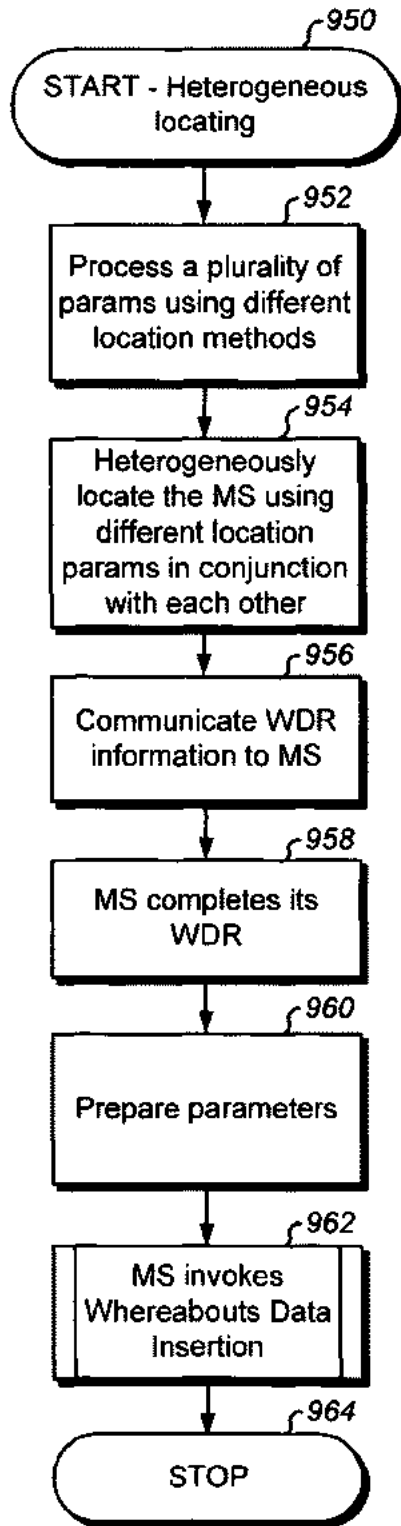 950
START - Heterogeneous
locating
952
Process a plurality of
params using different
location methods
954
Heterogeneously
locate the MS using
different location
params in conjunction
with each other
956
Communicate WDR
information to MS
958
MS completes its
WDR
960
Prepare parameters
962
MS invokes
Whereabouts Data
Insertion
964
STOP